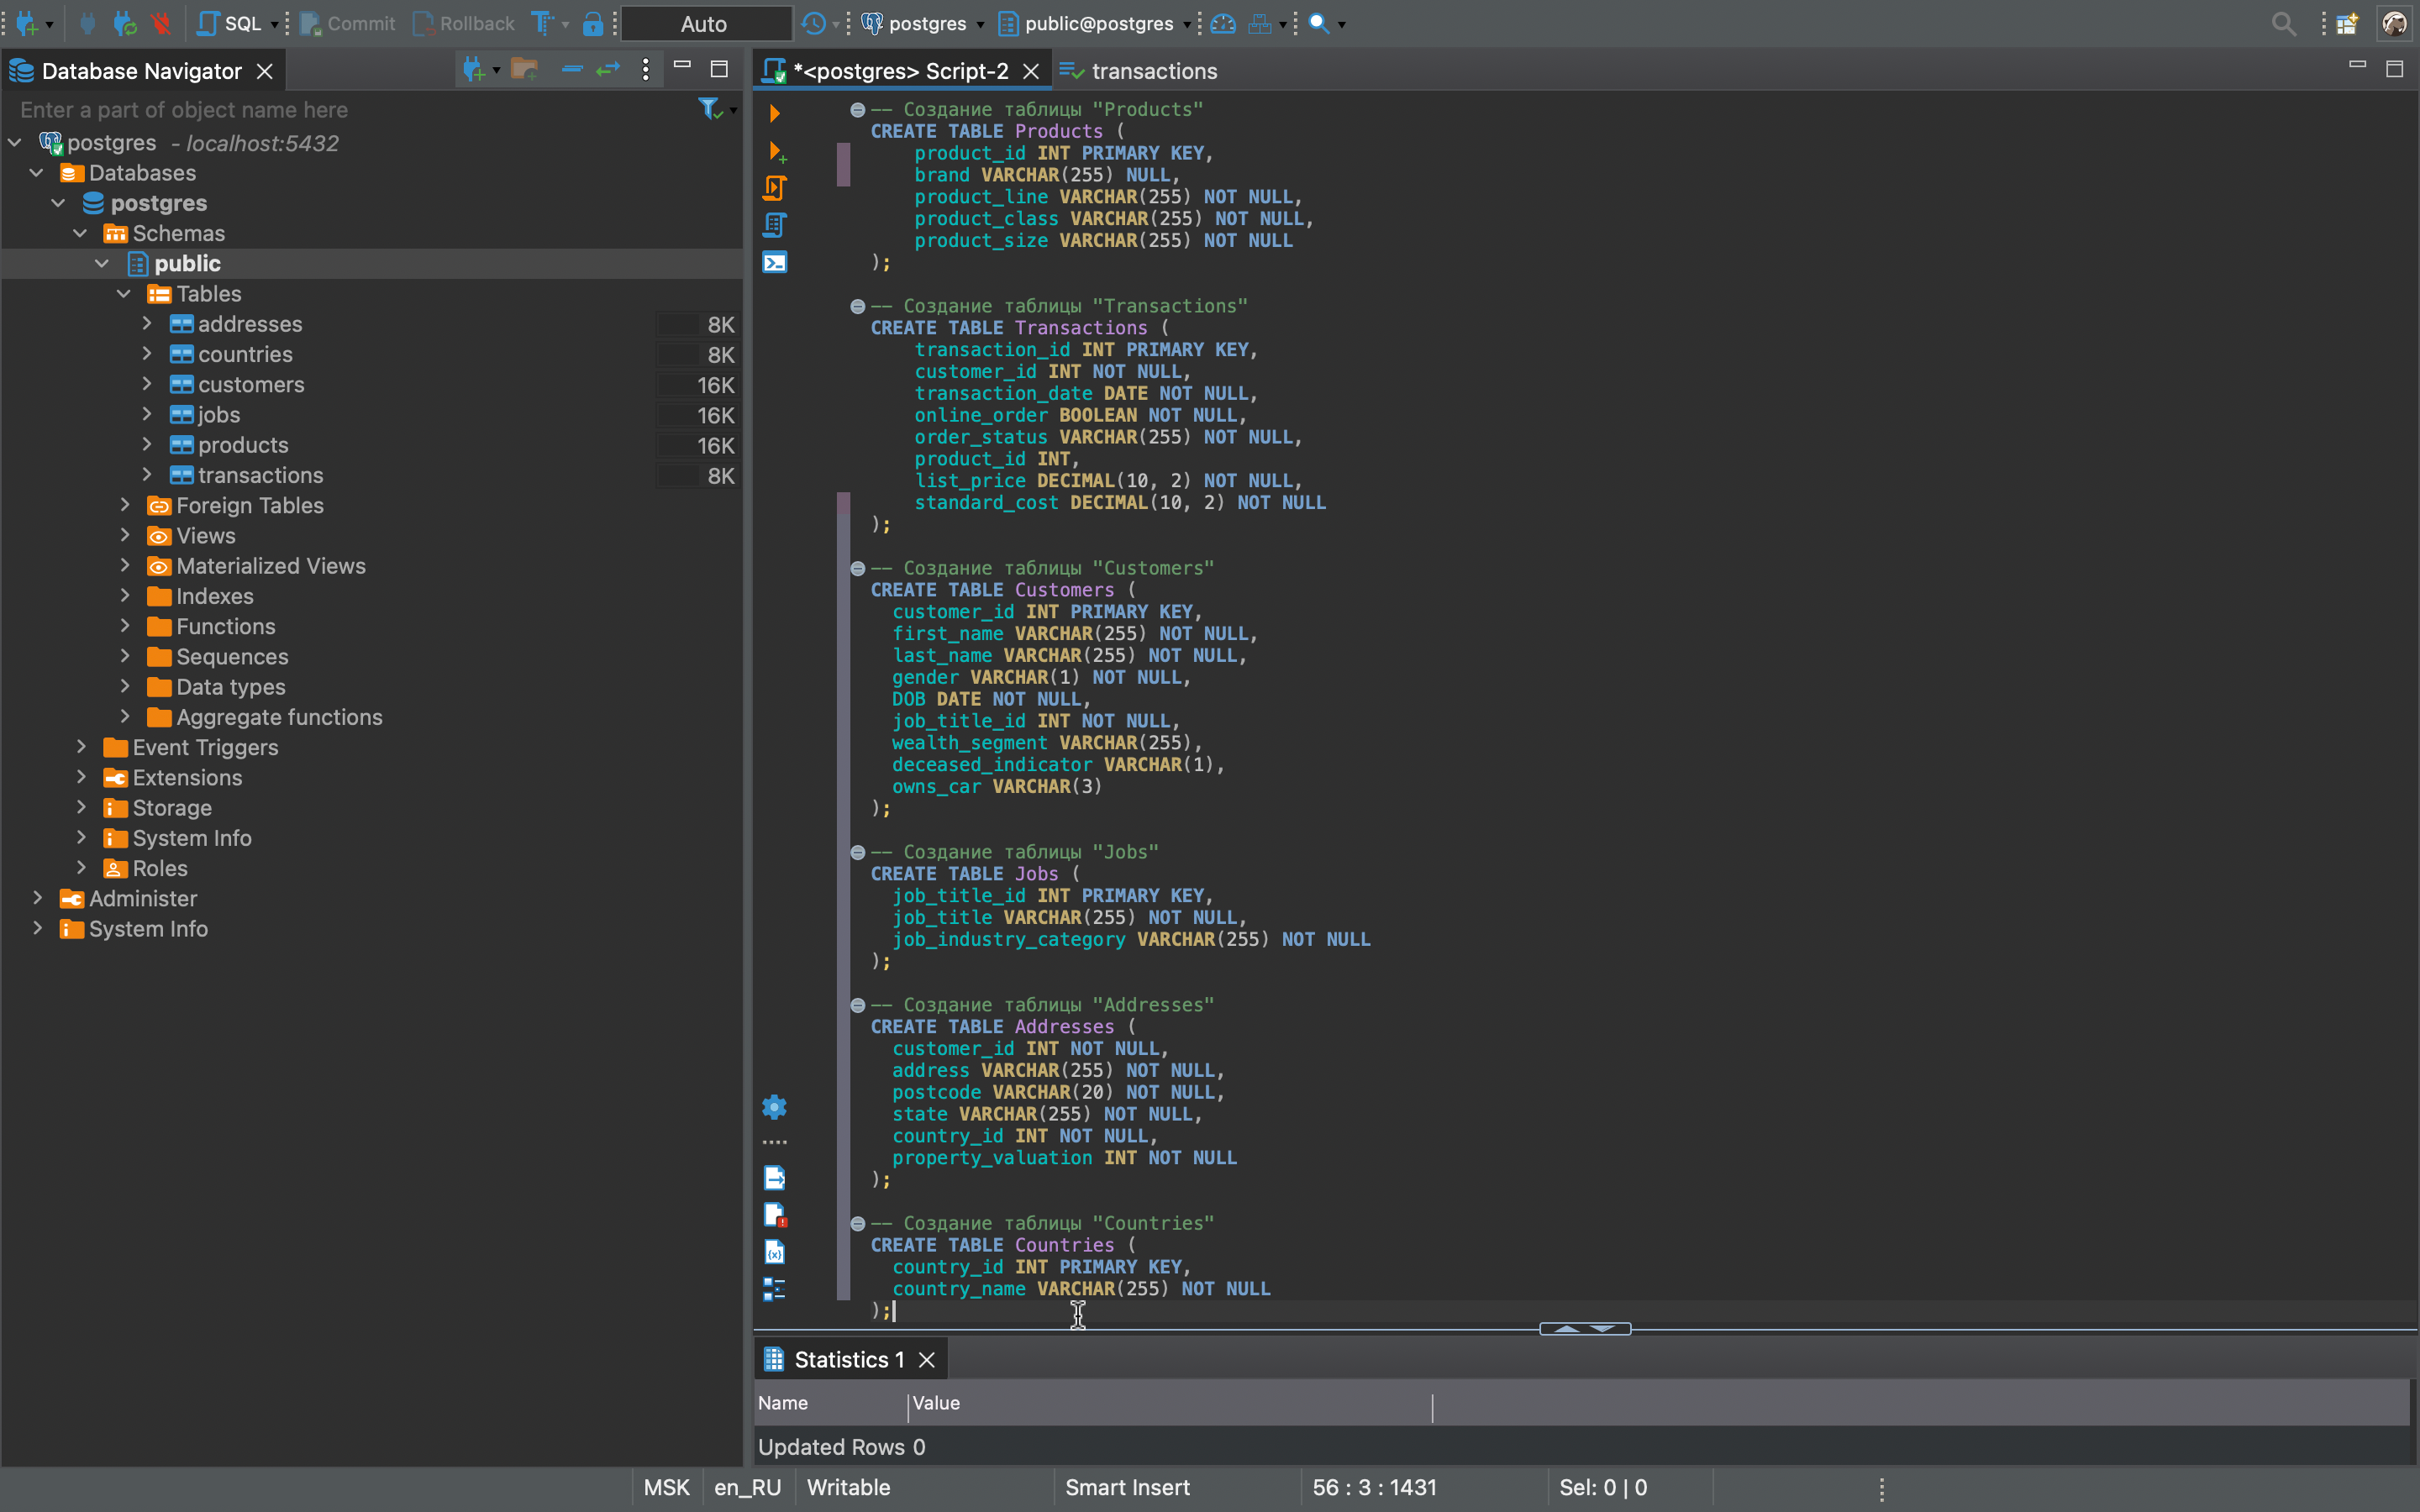 SQL
Commit
Rollback
Auto
postgres
public@postgres
Database Navigator
Enter a part of object name here
postgres - localhost:5432
Databases
postgres
Schemas
public
Tables
addresses 8K
countries 8K
customers 16K
jobs 16K
products 16K
transactions 8K
Foreign Tables
Views
Materialized Views
Indexes
Functions
Sequences
Data types
Aggregate functions
Event Triggers
Extensions
Storage
System Info
Roles
Administer
System Info
*<postgres> Script-2
transactions
-- Создание таблицы "Products"
CREATE TABLE Products (
product_id INT PRIMARY KEY,
brand VARCHAR(255) NULL,
product_line VARCHAR(255) NOT NULL,
product_class VARCHAR(255) NOT NULL,
product_size VARCHAR(255) NOT NULL
);
-- Создание таблицы "Transactions"
CREATE TABLE Transactions (
transaction_id INT PRIMARY KEY,
customer_id INT NOT NULL,
transaction_date DATE NOT NULL,
online_order BOOLEAN NOT NULL,
order_status VARCHAR(255) NOT NULL,
product_id INT,
list_price DECIMAL(10, 2) NOT NULL,
standard_cost DECIMAL(10, 2) NOT NULL
);
-- Создание таблицы "Customers"
CREATE TABLE Customers (
customer_id INT PRIMARY KEY,
first_name VARCHAR(255) NOT NULL,
last_name VARCHAR(255) NOT NULL,
gender VARCHAR(1) NOT NULL,
DOB DATE NOT NULL,
job_title_id INT NOT NULL,
wealth_segment VARCHAR(255),
deceased_indicator VARCHAR(1),
owns_car VARCHAR(3)
);
-- Создание таблицы "Jobs"
CREATE TABLE Jobs (
job_title_id INT PRIMARY KEY,
job_title VARCHAR(255) NOT NULL,
job_industry_category VARCHAR(255) NOT NULL
);
-- Создание таблицы "Addresses"
CREATE TABLE Addresses (
customer_id INT NOT NULL,
address VARCHAR(255) NOT NULL,
postcode VARCHAR(20) NOT NULL,
state VARCHAR(255) NOT NULL,
country_id INT NOT NULL,
property_valuation INT NOT NULL
);
-- Создание таблицы "Countries"
CREATE TABLE Countries (
country_id INT PRIMARY KEY,
country_name VARCHAR(255) NOT NULL
);
Statistics 1
Name Value
Updated Rows 0
MSK en_RU Writable Smart Insert 56 : 3 : 1431 Sel: 0 | 0